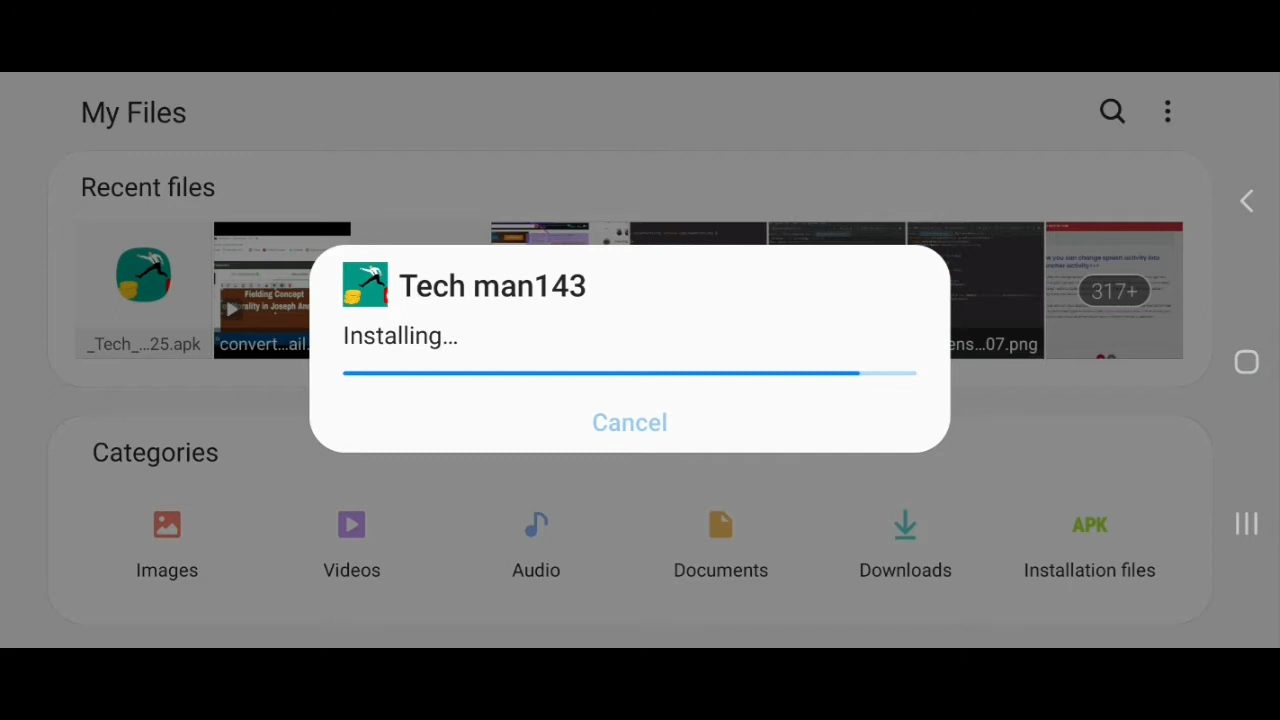 My Files
Recent files
317+
_Tech_...25.apk
convert...ail.
ens...07.png
Fielding Concept
Tech man143
Installing...
Cancel
Categories
Images
Videos
Audio
Documents
Downloads
APK
Installation files